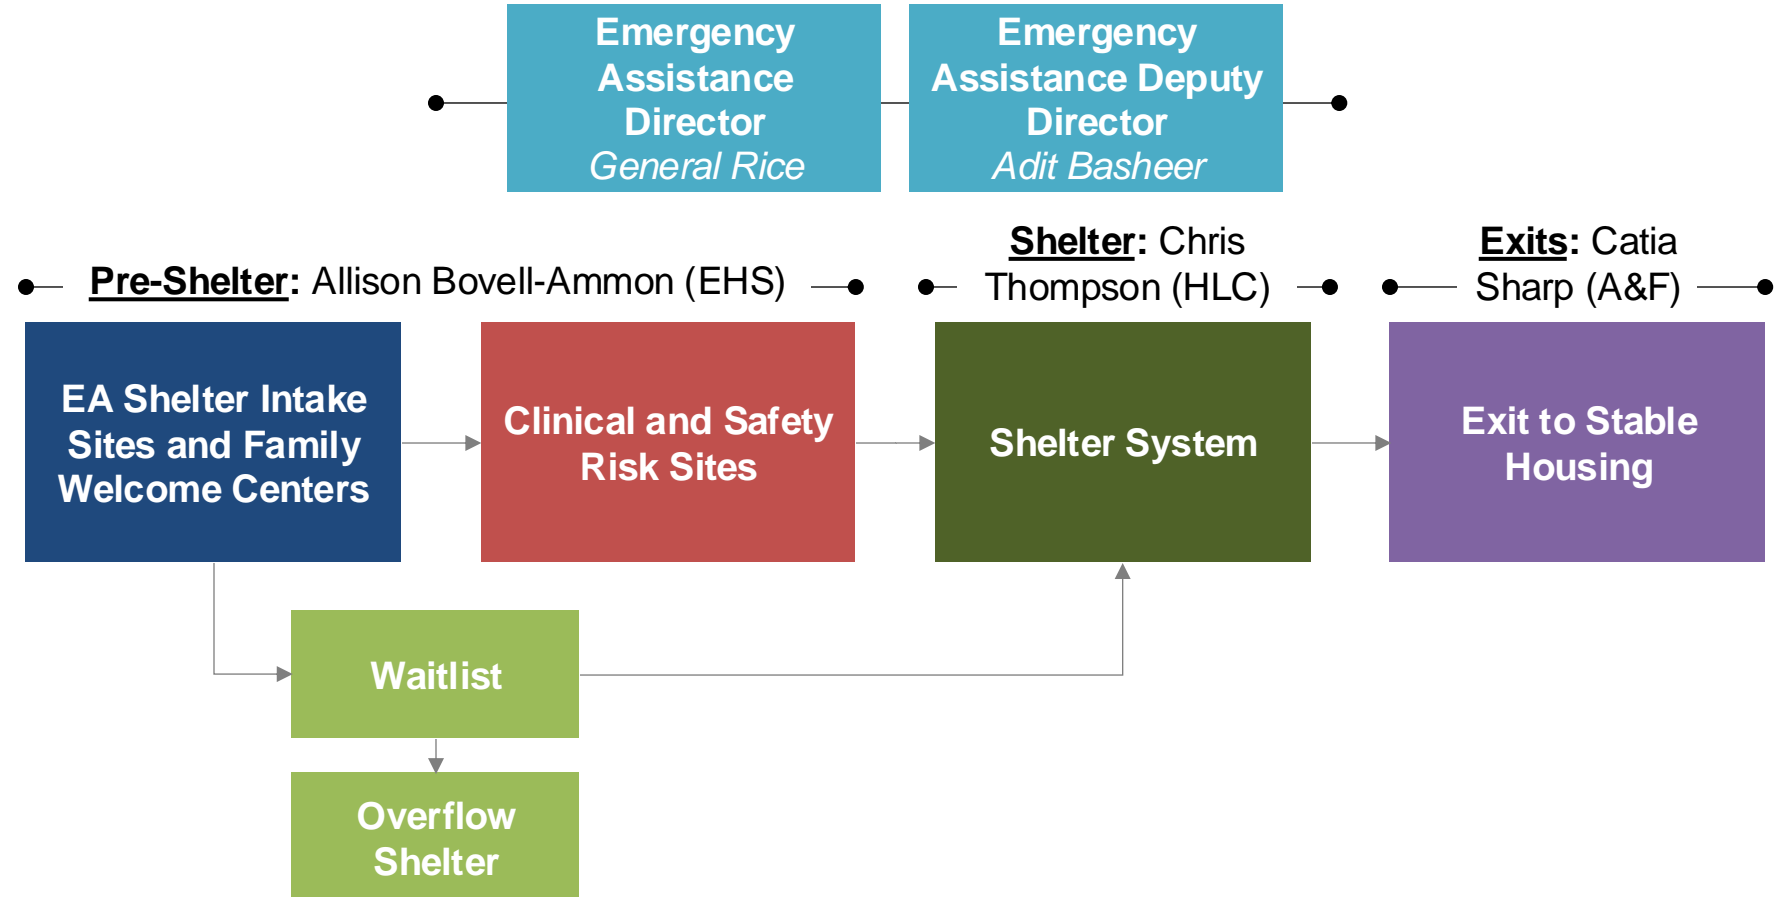 Emergency
Assistance
Director
General Rice
Emergency
Assistance Deputy
Director
Adit Basheer
Pre-Shelter: Allison Bovell-Ammon (EHS)
Shelter: Chris
Thompson (HLC)
Exits: Catia
Sharp (A&F)
EA Shelter Intake
Sites and Family
Welcome Centers
Clinical and Safety
Risk Sites
Shelter System
Exit to Stable
Housing
Waitlist
Overflow
Shelter